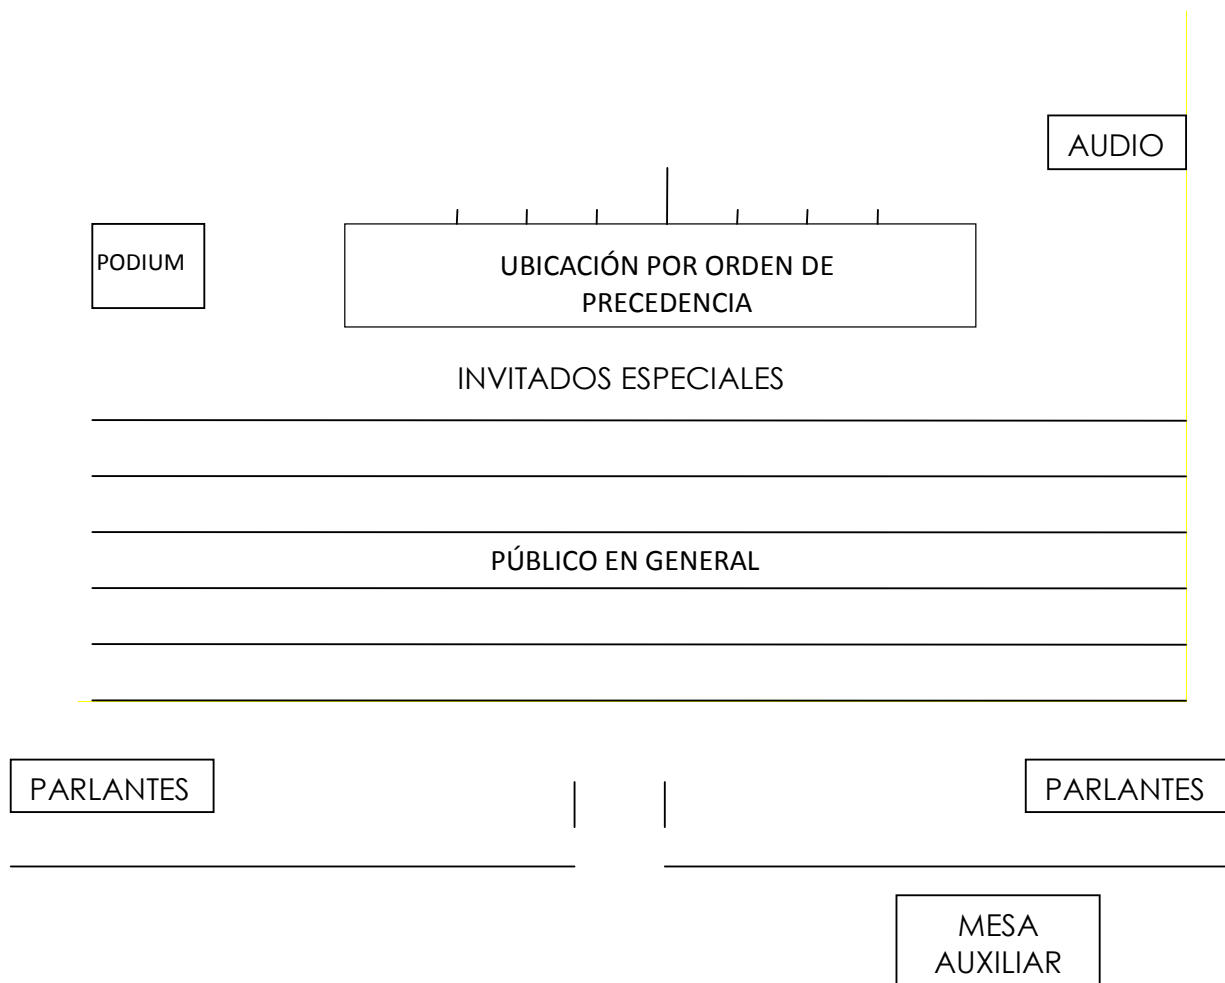 AUDIO
PODIUM
UBICACIÓN POR ORDEN DE
PRECEDENCIA
INVITADOS ESPECIALES
PÚBLICO EN GENERAL
PARLANTES
PARLANTES
MESA
AUXILIAR